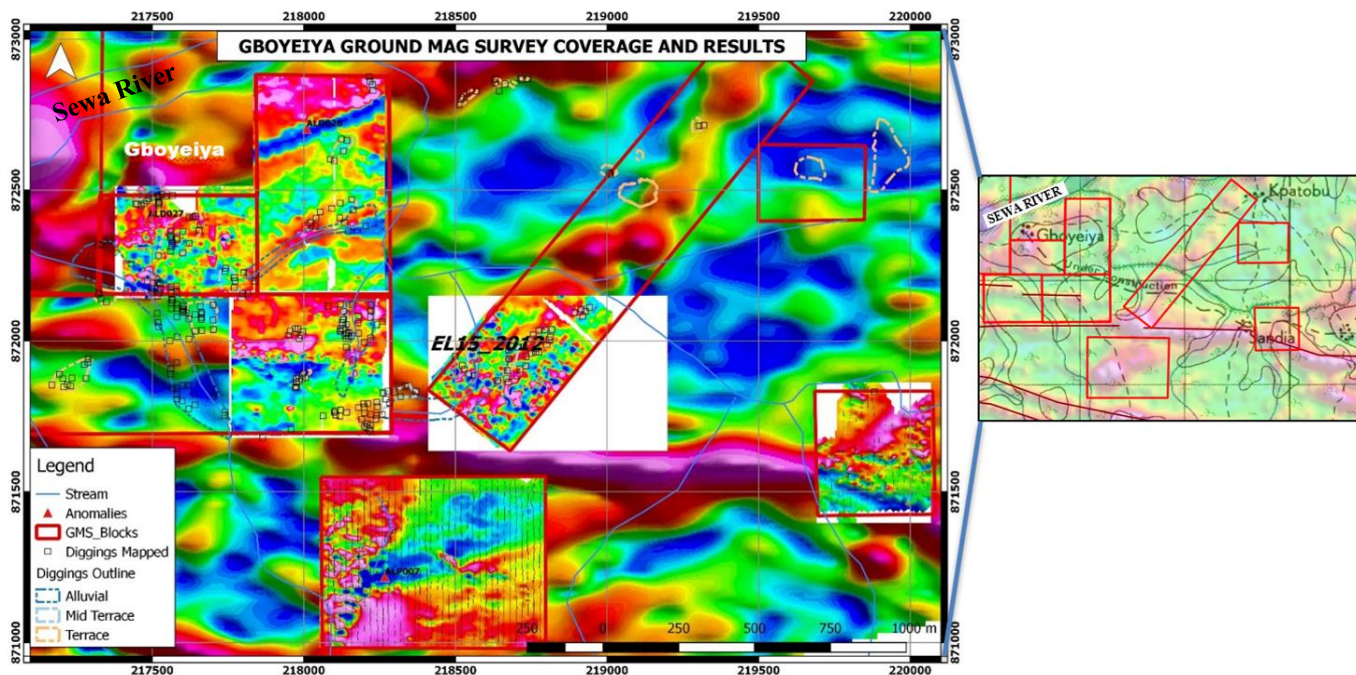 217500 218000 218500 219000 219500 220000
GBOYEIYA GROUND MAG SURVEY COVERAGE AND RESULTS
873000
873000
Sewa River
ALD028
Gboyeiya
872500
872500
ALD027
872000
872000
EL15_2012
871500
871500
ALP007
871000
871000
Legend
Stream
Anomalies
GMS_Blocks
Diggings Mapped
Diggings Outline
Alluvial
Mid Terrace
Terrace
250 0 250 500 750 1000 m
217500 218000 218500 219000 219500 220000
SEWA RIVER
Kpatobu
Gboyeiya
Under Construction
Sandia